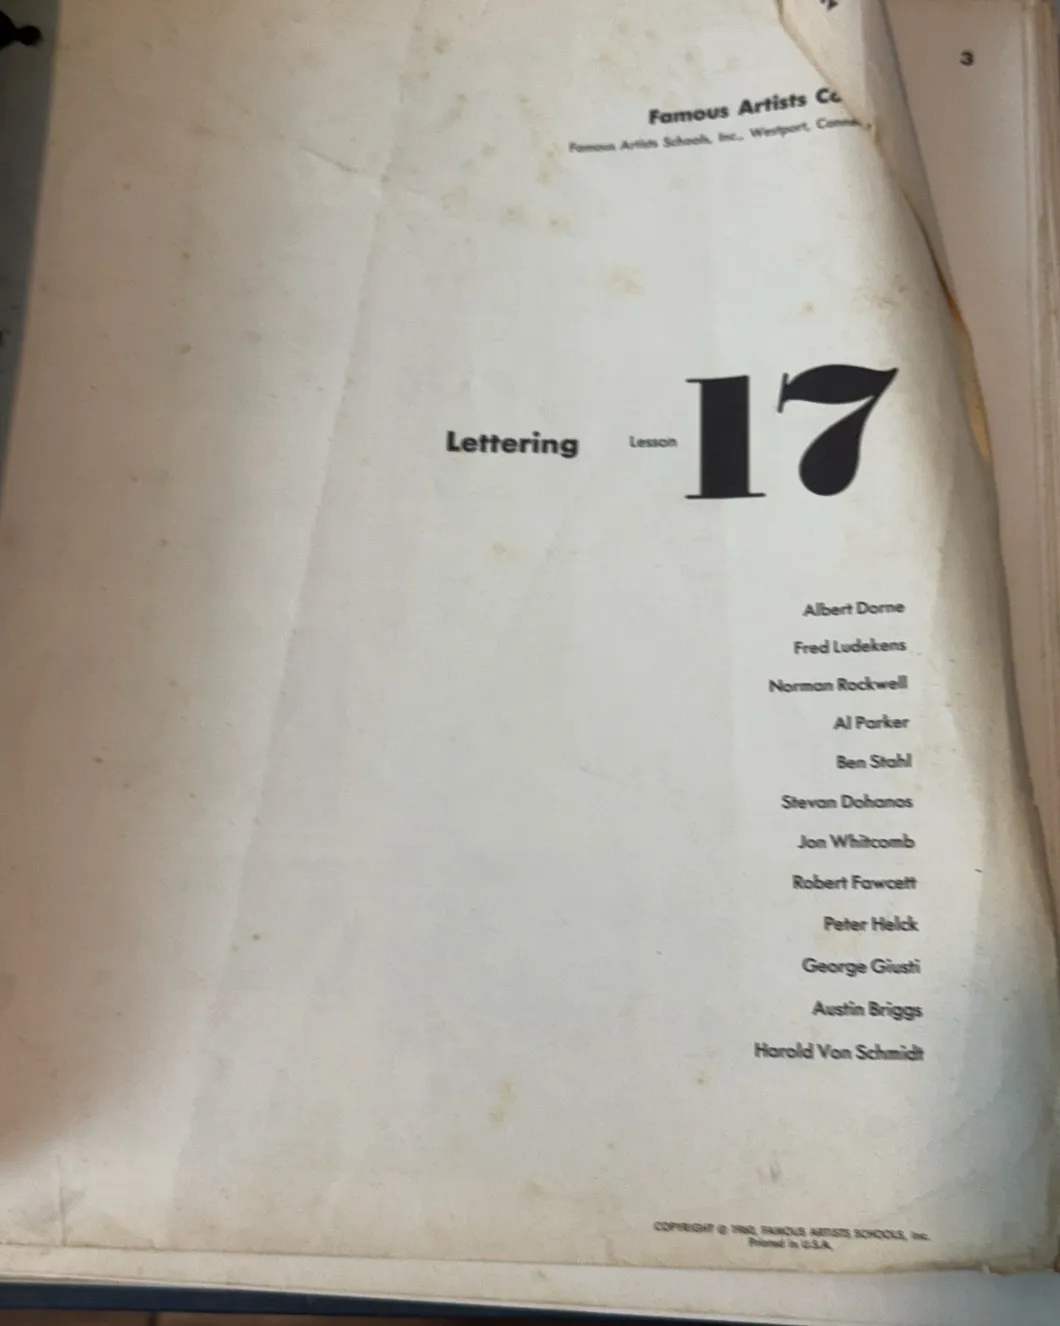 3
Famous Artists Co
Famous Artists Schools, Inc., Westport, Conne
Lettering Lesson 17
Albert Dorne
Fred Ludekens
Norman Rockwell
Al Parker
Ben Stahl
Stevan Dohanos
Jon Whitcomb
Robert Fawcett
Peter Helck
George Giusti
Austin Briggs
Harold Von Schmidt
COPYRIGHT © 1960, FAMOUS ARTISTS SCHOOLS, Inc.
Printed in U.S.A.